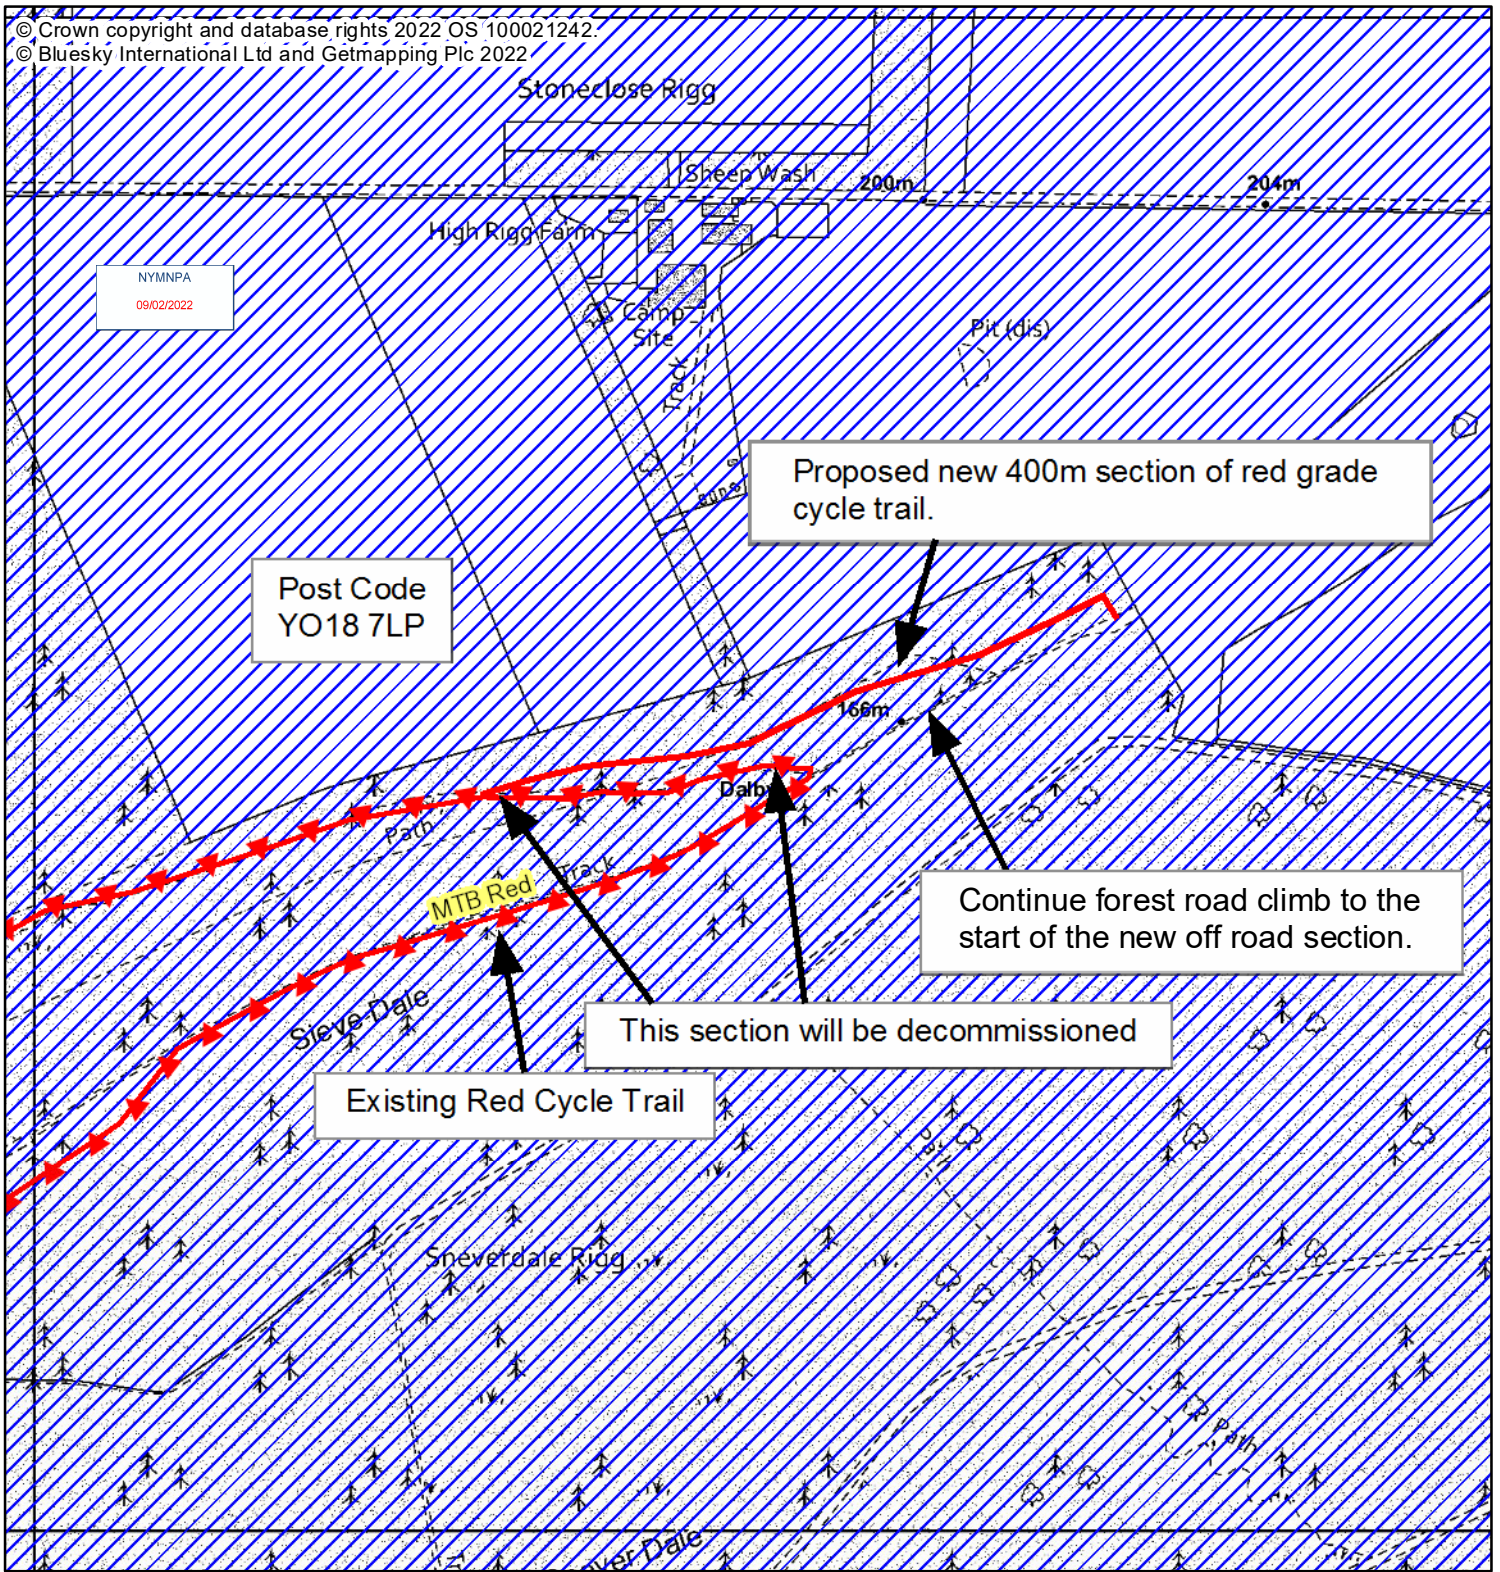 © Crown copyright and database rights 2022 OS 100021242.
© Bluesky International Ltd and Getmapping Plc 2022
Stoneclose Rigg
Sheep Wash
200m
204m
High Rigg Farm
NYMNPA
09/02/2022
Camp
Site
Track
Pit (dis)
Proposed new 400m section of red grade
cycle trail.
Post Code
YO18 7LP
166m
Dalby
Path
Track
MTB Red
Continue forest road climb to the
start of the new off road section.
Sieve Dale
This section will be decommissioned
Existing Red Cycle Trail
Path
Sneverdale Rigg
Path
Dale